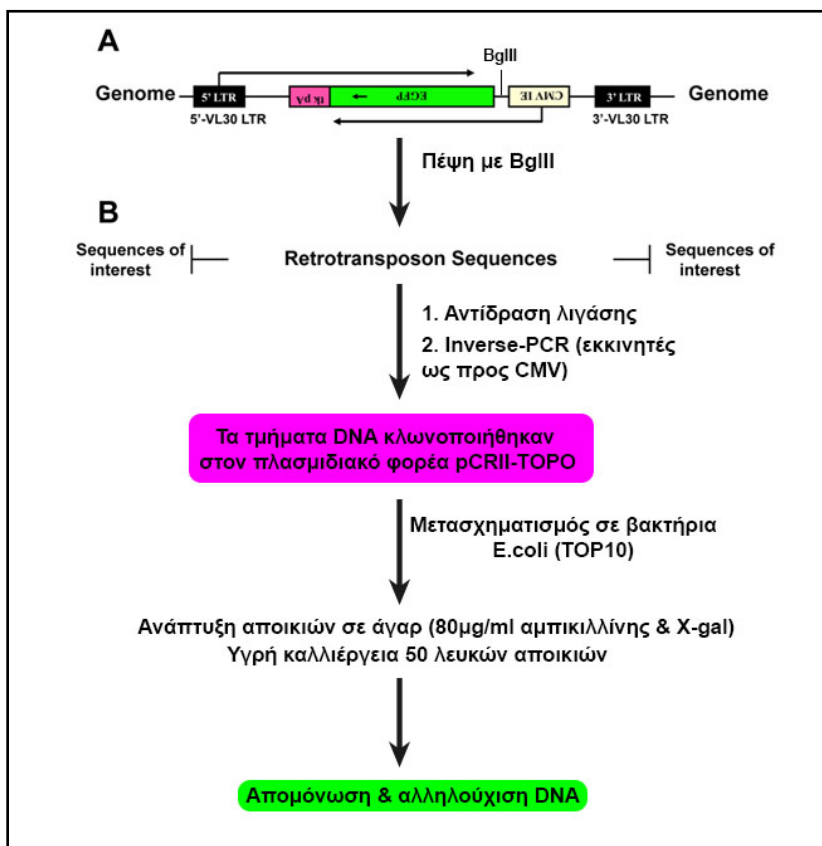 A
BglII
Genome
5' LTR
tk pA
EGFP
CMV IE
3' LTR
Genome
5'-VL30 LTR
3'-VL30 LTR
Πέψη με BglII
B
Sequences of
interest
Retrotransposon Sequences
Sequences of
interest
1. Αντίδραση λιγάσης
2. Inverse-PCR (εκκινητές
ως προς CMV)
Τα τμήματα DNA κλωνοποιήθηκαν
στον πλασμιδιακό φορέα pCRII-TOPO
Μετασχηματισμός σε βακτήρια
E.coli (TOP10)
Ανάπτυξη αποικιών σε άγαρ (80μg/ml αμπικιλλίνης & X-gal)
Υγρή καλλιέργεια 50 λευκών αποικιών
Απομόνωση & αλληλούχιση DNA